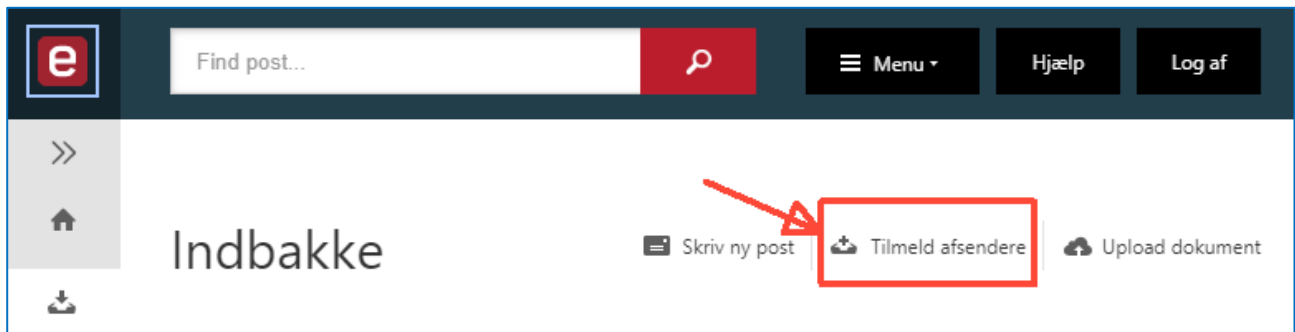 e
Find post...
Menu
Hjælp
Log af
Indbakke
Skriv ny post
Tilmeld afsendere
Upload dokument